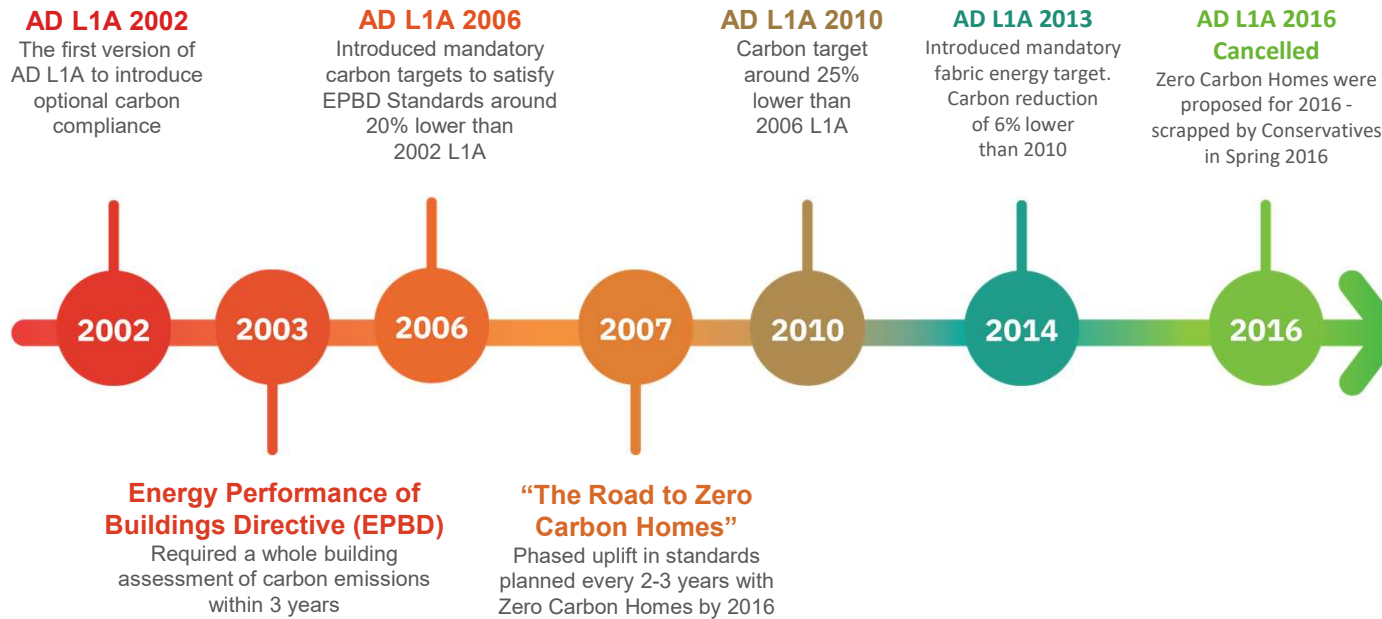 AD L1A 2002
The first version of
AD L1A to introduce
optional carbon
compliance
AD L1A 2006
Introduced mandatory
carbon targets to satisfy
EPBD Standards around
20% lower than
2002 L1A
AD L1A 2010
Carbon target
around 25%
lower than
2006 L1A
AD L1A 2013
Introduced mandatory
fabric energy target.
Carbon reduction
of 6% lower
than 2010
AD L1A 2016
Cancelled
Zero Carbon Homes were
proposed for 2016 -
scrapped by Conservatives
in Spring 2016
2002
2003
2006
2007
2010
2014
2016
Energy Performance of
Buildings Directive (EPBD)
Required a whole building
assessment of carbon emissions
within 3 years
“The Road to Zero
Carbon Homes”
Phased uplift in standards
planned every 2-3 years with
Zero Carbon Homes by 2016